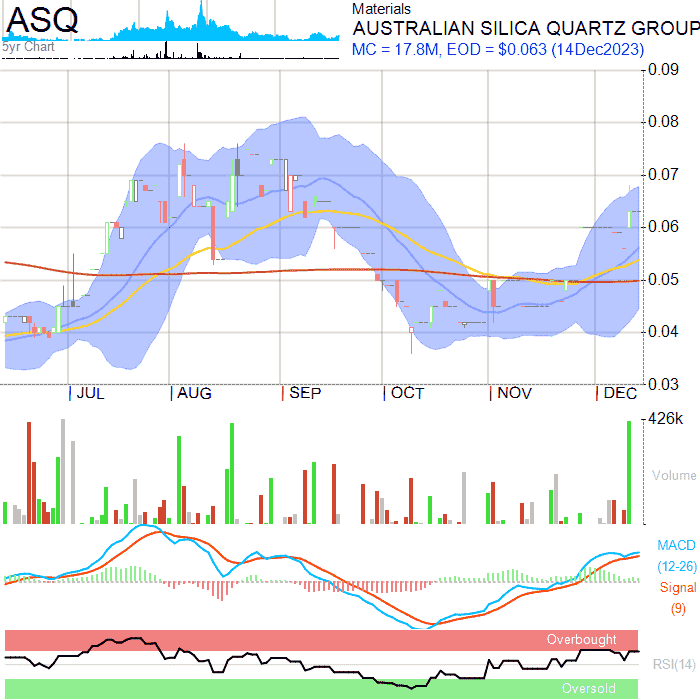 ASQ
5yr Chart
Materials
AUSTRALIAN SILICA QUARTZ GROUP
MC = 17.8M, EOD = $0.063 (14Dec2023)
0.09
0.08
0.07
0.06
0.05
0.04
0.03
JUL
AUG
SEP
OCT
NOV
DEC
426k
Volume
MACD
(12-26)
Signal
(9)
Overbought
RSI(14)
Oversold